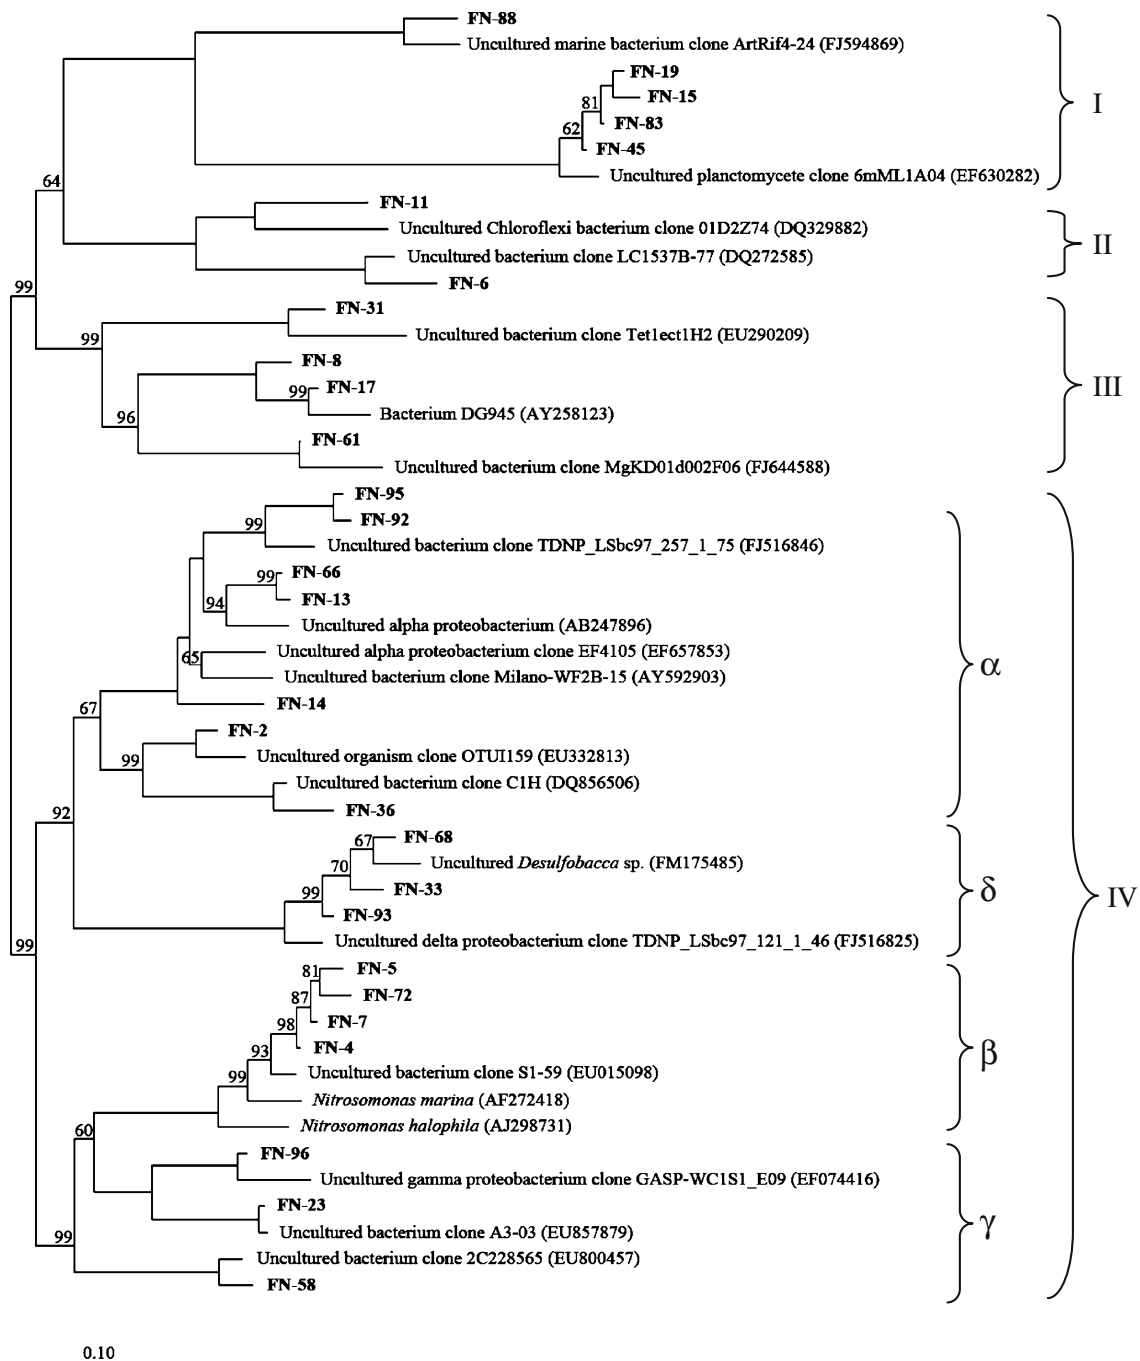 FN-88
Uncultured marine bacterium clone ArtRif4-24 (FJ594869)
FN-19
FN-15
81
I
FN-83
62
FN-45
Uncultured planctomycete clone 6mML1A04 (EF630282)
64
FN-11
Uncultured Chloroflexi bacterium clone 01D2Z74 (DQ329882)
II
Uncultured bacterium clone LC1537B-77 (DQ272585)
FN-6
99
FN-31
Uncultured bacterium clone Tet1ect1H2 (EU290209)
99
FN-8
FN-17
99
III
Bacterium DG945 (AY258123)
96
FN-61
Uncultured bacterium clone MgKD01d002F06 (FJ644588)
FN-95
FN-92
99
Uncultured bacterium clone TDNP_LSbc97_257_1_75 (FJ516846)
99
FN-66
FN-13
94
Uncultured alpha proteobacterium (AB247896)
Uncultured alpha proteobacterium clone EF4105 (EF657853)
65
α
Uncultured bacterium clone Milano-WF2B-15 (AY592903)
FN-14
67
FN-2
Uncultured organism clone OTUI159 (EU332813)
99
Uncultured bacterium clone C1H (DQ856506)
FN-36
92
67
FN-68
Uncultured Desulfobacca sp. (FM175485)
70
FN-33
δ
IV
99
FN-93
Uncultured delta proteobacterium clone TDNP_LSbc97_121_1_46 (FJ516825)
99
FN-5
81
FN-72
87
FN-7
98
FN-4
93
β
Uncultured bacterium clone S1-59 (EU015098)
99
Nitrosomonas marina (AF272418)
Nitrosomonas halophila (AJ298731)
60
FN-96
Uncultured gamma proteobacterium clone GASP-WC1S1_E09 (EF074416)
FN-23
γ
Uncultured bacterium clone A3-03 (EU857879)
99
Uncultured bacterium clone 2C228565 (EU800457)
FN-58
0.10